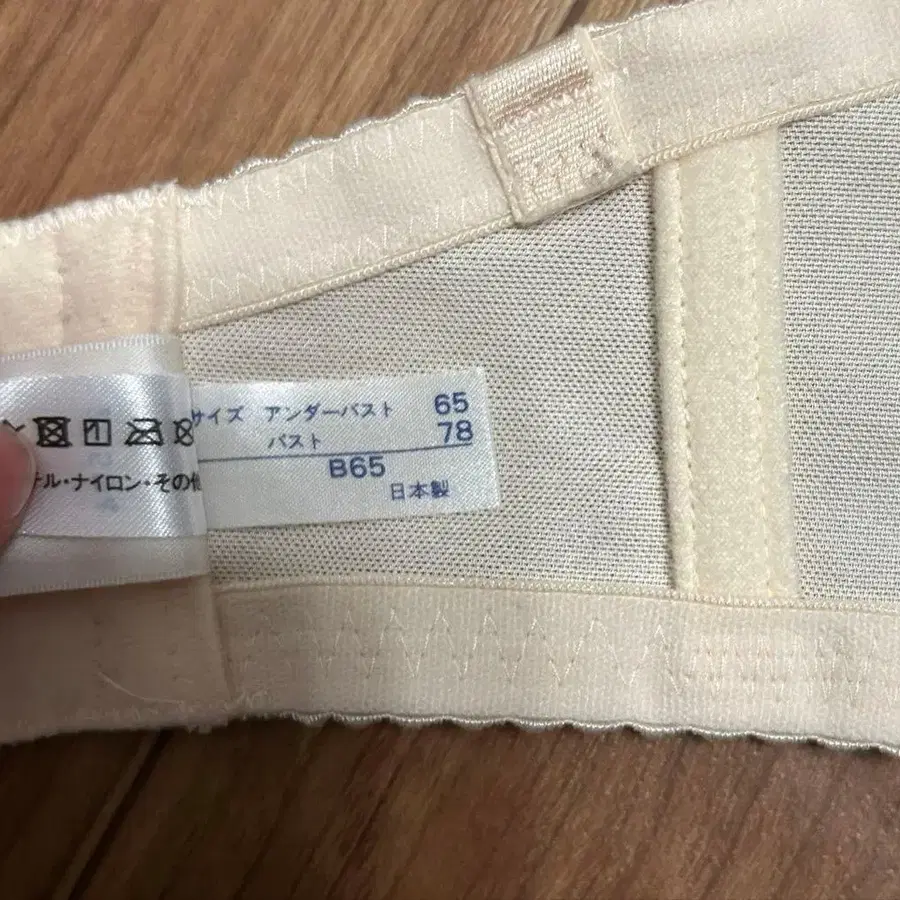 サイズ アンダーバスト 65
バスト 78
B65
日本製
テル・ナイロン・その他